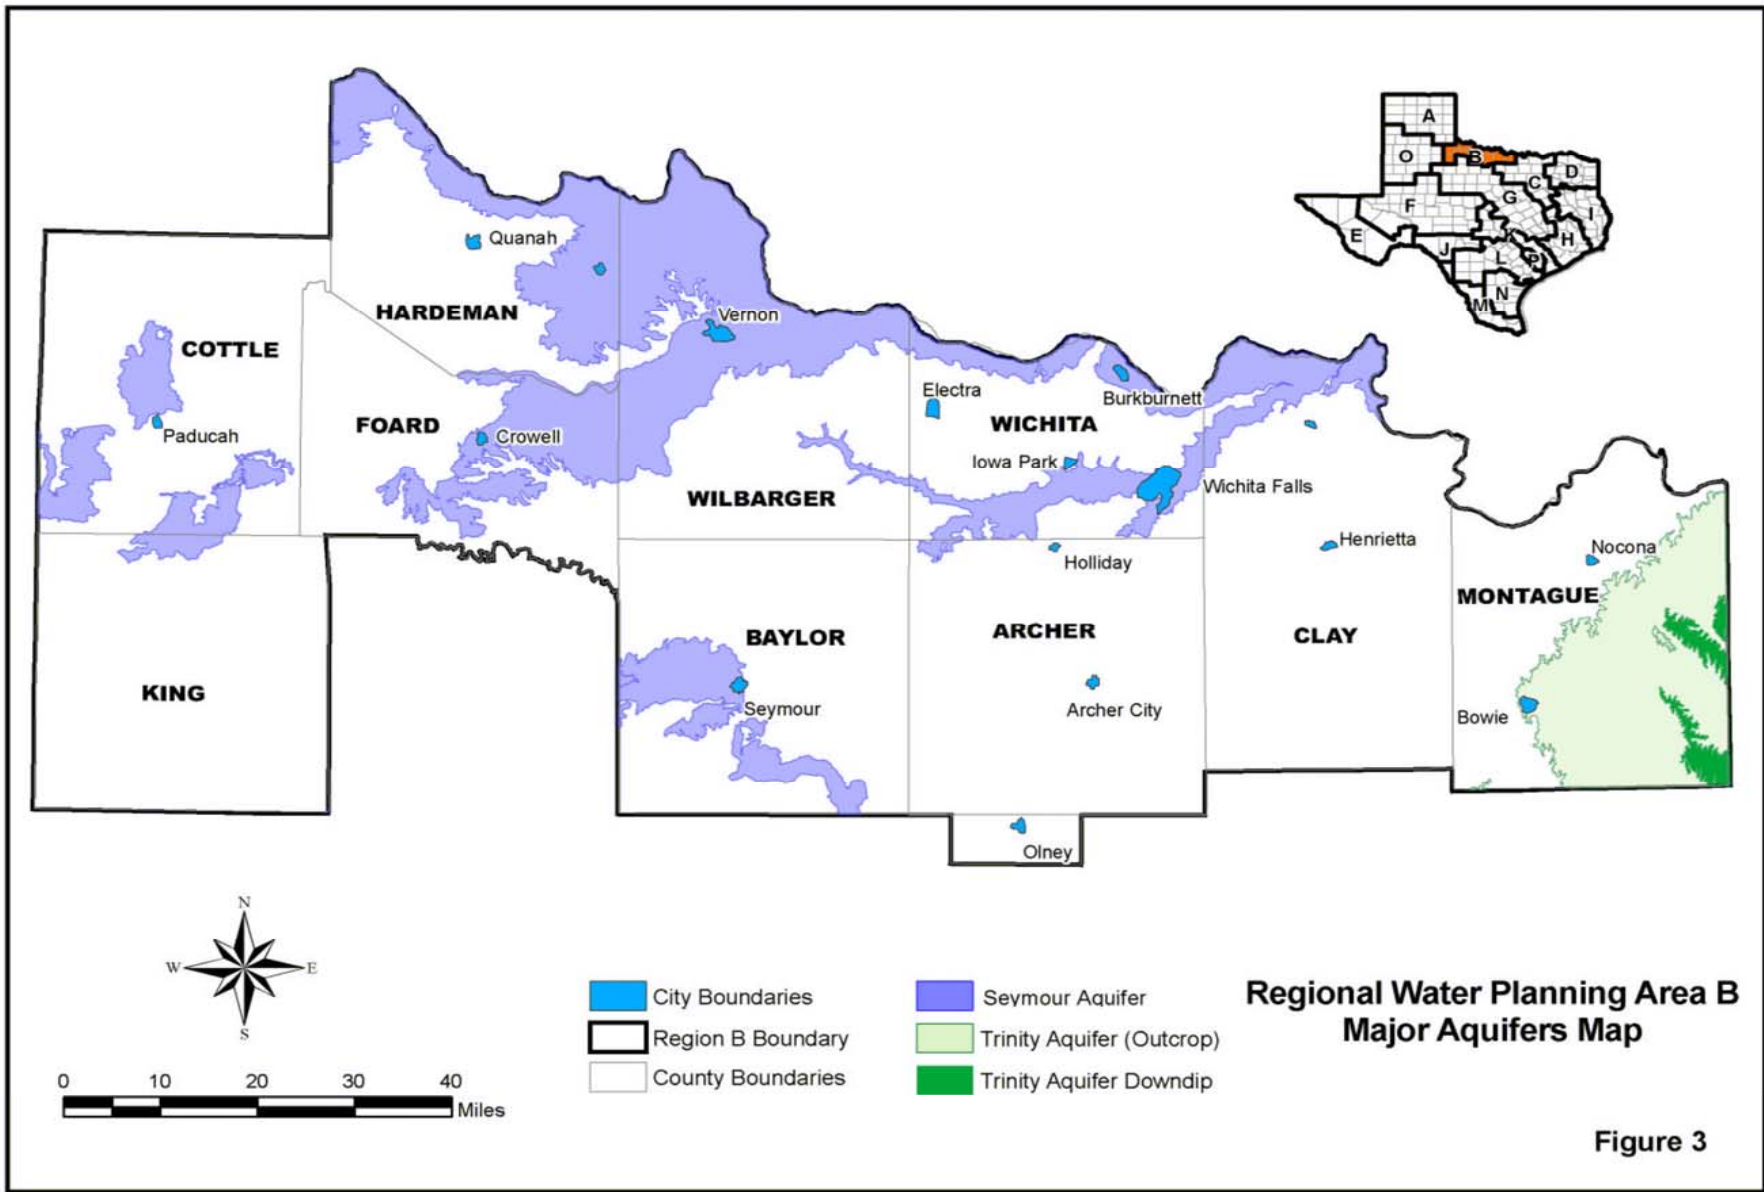 A
O
B
C
D
F
G
I
E
K
H
J
L
P
N
M
Quanah
HARDEMAN
Vernon
COTTLE
Paducah
FOARD
Crowell
Electra
WICHITA
Burkburnett
Iowa Park
Wichita Falls
WILBARGER
Holliday
Henrietta
Nocona
MONTAGUE
BAYLOR
ARCHER
CLAY
KING
Seymour
Archer City
Bowie
Olney
N
W
E
S
0 10 20 30 40
Miles
City Boundaries
Region B Boundary
County Boundaries
Seymour Aquifer
Trinity Aquifer (Outcrop)
Trinity Aquifer Downdip
Regional Water Planning Area B
Major Aquifers Map
Figure 3